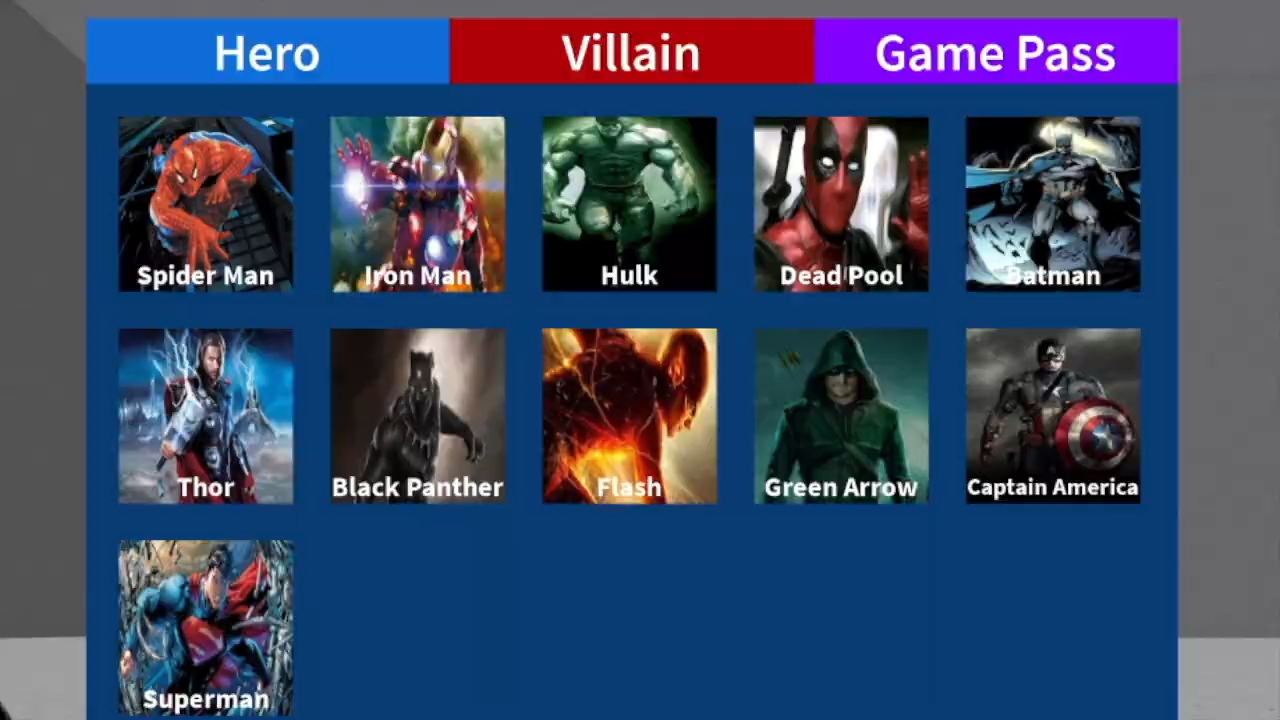 Hero Villain Game Pass
Spider Man Iron Man Hulk Dead Pool Batman
Thor Black Panther Flash Green Arrow Captain America
Superman